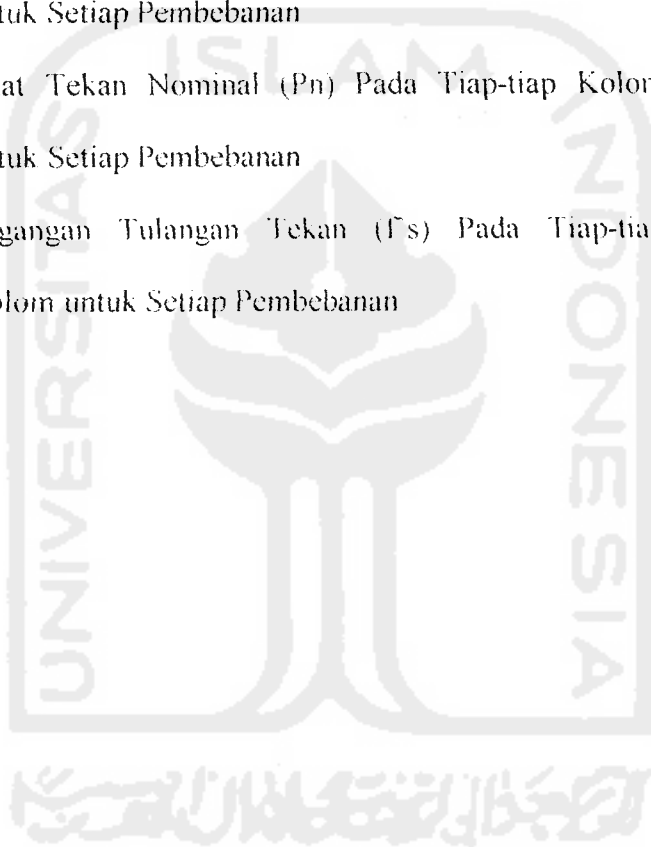 tuk Setiap Pembebanan
at Tekan Nominal (Pn) Pada Tiap-tiap Kolor
tuk Setiap Pembebanan
gangan Tulangan Tekan (f's) Pada Tiap-tia
olom untuk Setiap Pembebanan
ISLAM
UNIVERSITAS
INDONESIA